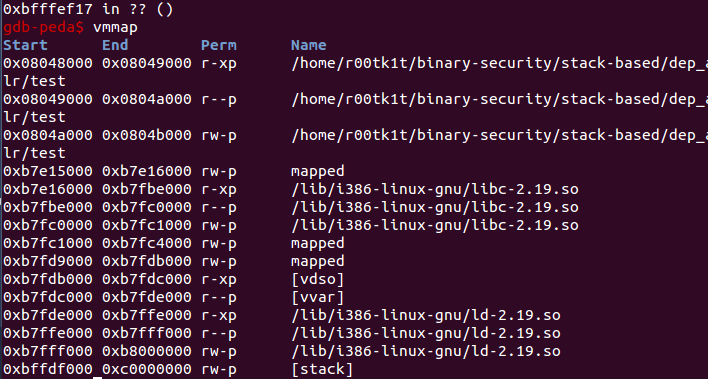 0xbfffef17 in ?? ()
gdb-peda$ vmmap
Start      End        Perm      Name
0x08048000 0x08049000 r-xp      /home/r00tk1t/binary-security/stack-based/dep_a
lr/test
0x08049000 0x0804a000 r--p      /home/r00tk1t/binary-security/stack-based/dep_a
lr/test
0x0804a000 0x0804b000 rw-p      /home/r00tk1t/binary-security/stack-based/dep_a
lr/test
0xb7e15000 0xb7e16000 rw-p      mapped
0xb7e16000 0xb7fbe000 r-xp      /lib/i386-linux-gnu/libc-2.19.so
0xb7fbe000 0xb7fc0000 r--p      /lib/i386-linux-gnu/libc-2.19.so
0xb7fc0000 0xb7fc1000 rw-p      /lib/i386-linux-gnu/libc-2.19.so
0xb7fc1000 0xb7fc4000 rw-p      mapped
0xb7fd9000 0xb7fdb000 rw-p      mapped
0xb7fdb000 0xb7fdc000 r-xp      [vdso]
0xb7fdc000 0xb7fde000 r--p      [vvar]
0xb7fde000 0xb7ffe000 r-xp      /lib/i386-linux-gnu/ld-2.19.so
0xb7ffe000 0xb7fff000 r--p      /lib/i386-linux-gnu/ld-2.19.so
0xb7fff000 0xb8000000 rw-p      /lib/i386-linux-gnu/ld-2.19.so
0xbffdf000 0xc0000000 rw-p      [stack]